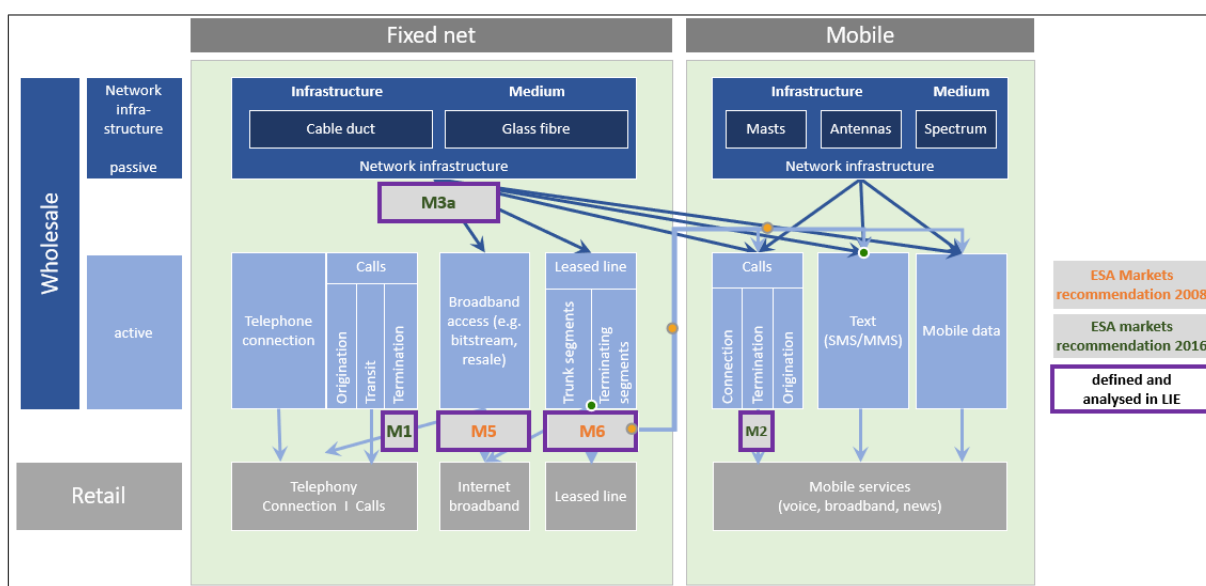 Fixed net
Mobile
Wholesale
Network
infra-
structure
passive
Infrastructure
Medium
Cable duct
Glass fibre
Network infrastructure
Infrastructure
Medium
Masts
Antennas
Spectrum
Network infrastructure
M3a
active
Telephone
connection
Calls
Origination
Transit
Termination
Broadband
access (e.g.
bitstream,
resale)
Leased line
Trunk segments
Terminating
segments
Calls
Connection
Termination
Origination
Text
(SMS/MMS)
Mobile data
M1
M5
M6
M2
Retail
Telephony
Connection I Calls
Internet
broadband
Leased line
Mobile services
(voice, broadband, news)
ESA Markets
recommendation 2008
ESA markets
recommendation 2016
defined and
analysed in LIE